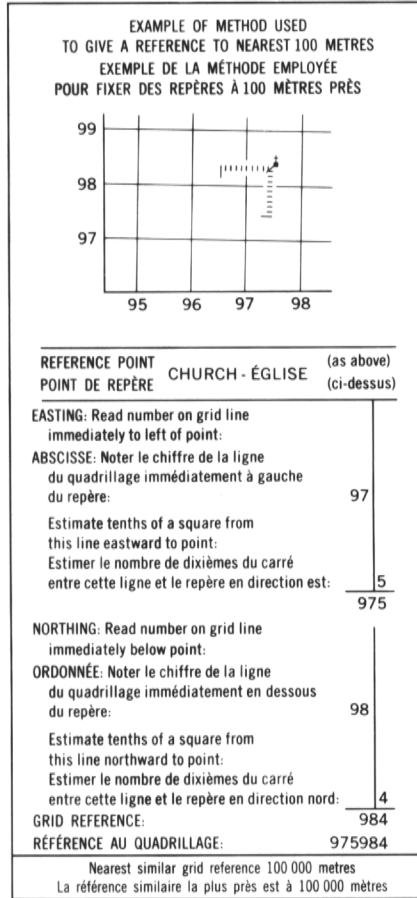 EXAMPLE OF METHOD USED
TO GIVE A REFERENCE TO NEAREST 100 METRES
EXEMPLE DE LA MÉTHODE EMPLOYÉE
POUR FIXER DES REPÈRES À 100 MÈTRES PRÈS
99
98
97
95 96 97 98
REFERENCE POINT
POINT DE REPÈRE
CHURCH - ÉGLISE
(as above)
(ci-dessus)
EASTING: Read number on grid line
immediately to left of point:
ABSCISSE: Noter le chiffre de la ligne
du quadrillage immédiatement à gauche
du repère: 97
Estimate tenths of a square from
this line eastward to point:
Estimer le nombre de dixièmes du carré
entre cette ligne et le repère en direction est: 5
975
NORTHING: Read number on grid line
immediately below point:
ORDONNÉE: Noter le chiffre de la ligne
du quadrillage immédiatement en dessous
du repère: 98
Estimate tenths of a square from
this line northward to point:
Estimer le nombre de dixièmes du carré
entre cette ligne et le repère en direction nord: 4
GRID REFERENCE: 984
RÉFÉRENCE AU QUADRILLAGE: 975984
Nearest similar grid reference 100 000 metres
La référence similaire la plus près est à 100 000 mètres